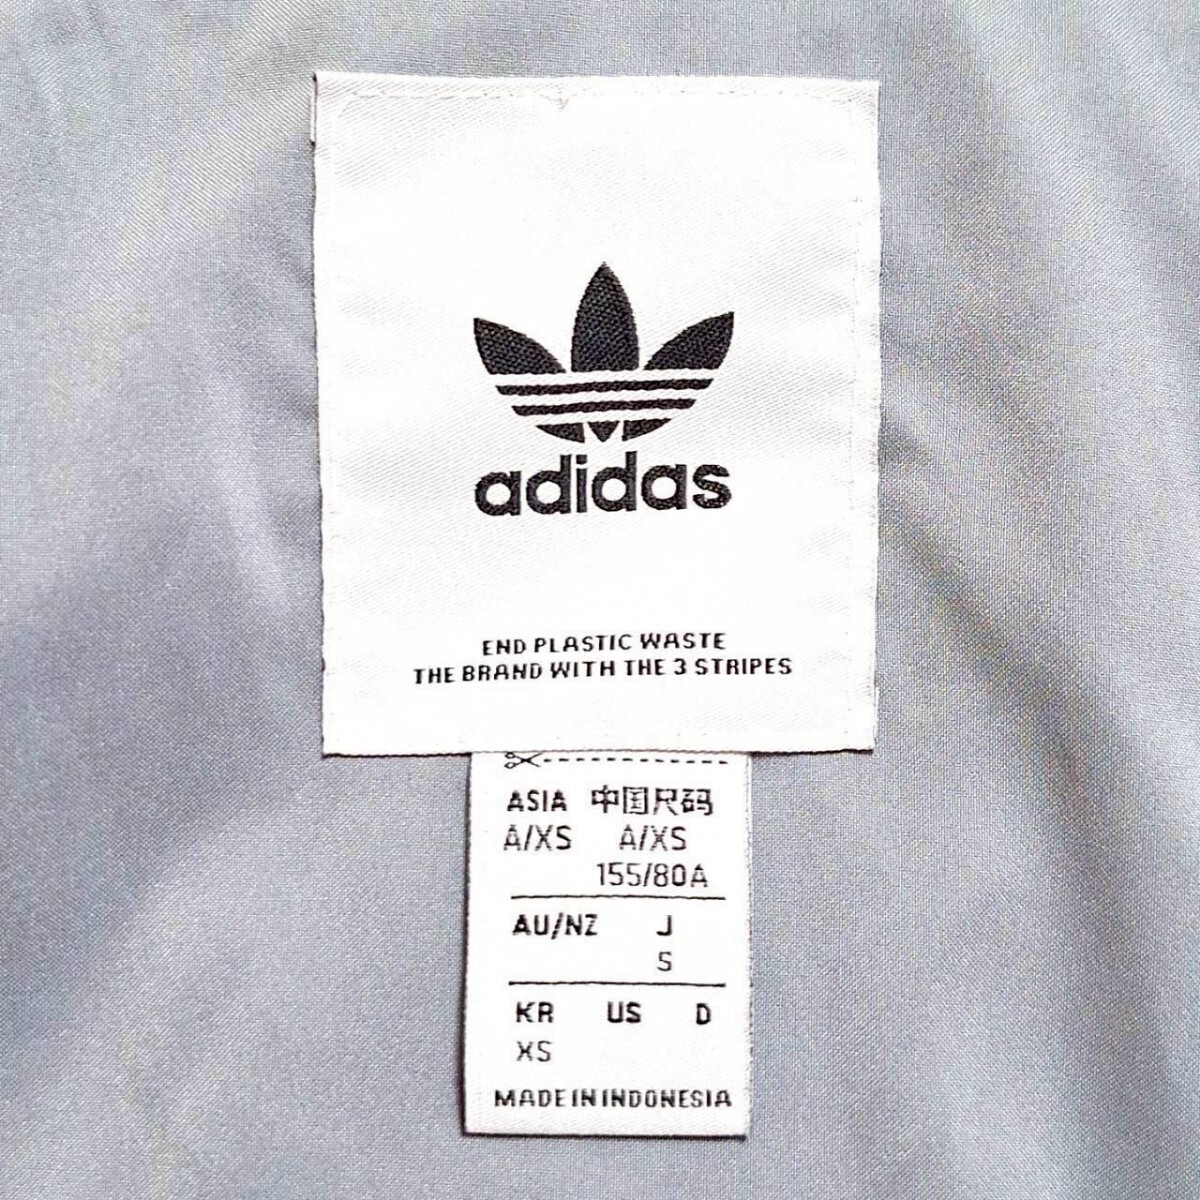 adidas
END PLASTIC WASTE
THE BRAND WITH THE 3 STRIPES
ASIA 中国尺码
A/XS A/XS
155/80A
AU/NZ J
S
KR US D
XS
MADE IN INDONESIA